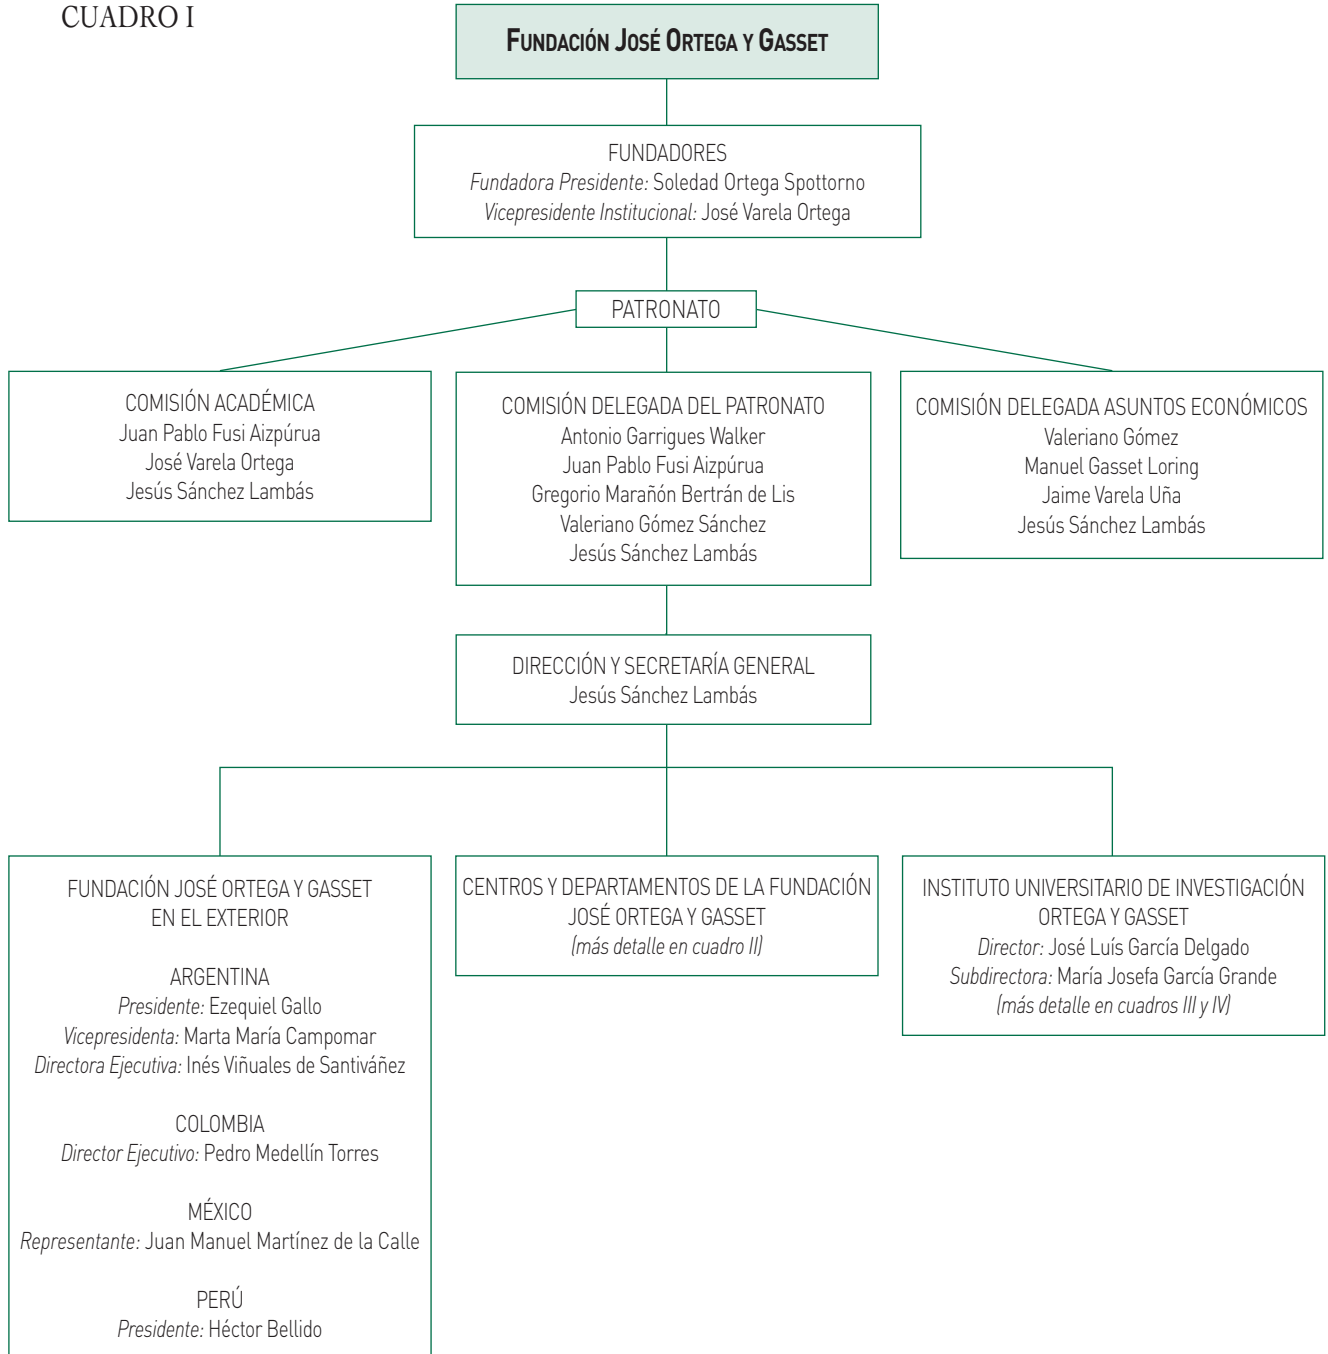 CUADRO I
FUNDACIÓN JOSÉ ORTEGA Y GASSET
FUNDADORES
Fundadora Presidente: Soledad Ortega Spottorno
Vicepresidente Institucional: José Varela Ortega
PATRONATO
COMISIÓN ACADÉMICA
Juan Pablo Fusi Aizpúrua
José Varela Ortega
Jesús Sánchez Lambás
COMISIÓN DELEGADA DEL PATRONATO
Antonio Garrigues Walker
Juan Pablo Fusi Aizpúrua
Gregorio Marañón Bertrán de Lis
Valeriano Gómez Sánchez
Jesús Sánchez Lambás
COMISIÓN DELEGADA ASUNTOS ECONÓMICOS
Valeriano Gómez
Manuel Gasset Loring
Jaime Varela Uña
Jesús Sánchez Lambás
DIRECCIÓN Y SECRETARÍA GENERAL
Jesús Sánchez Lambás
FUNDACIÓN JOSÉ ORTEGA Y GASSET
EN EL EXTERIOR
ARGENTINA
Presidente: Ezequiel Gallo
Vicepresidenta: Marta María Campomar
Directora Ejecutiva: Inés Viñuales de Santiváñez
COLOMBIA
Director Ejecutivo: Pedro Medellín Torres
MÉXICO
Representante: Juan Manuel Martínez de la Calle
PERÚ
Presidente: Héctor Bellido
CENTROS Y DEPARTAMENTOS DE LA FUNDACIÓN
JOSÉ ORTEGA Y GASSET
(más detalle en cuadro II)
INSTITUTO UNIVERSITARIO DE INVESTIGACIÓN
ORTEGA Y GASSET
Director: José Luís García Delgado
Subdirectora: María Josefa García Grande
(más detalle en cuadros III y IV)